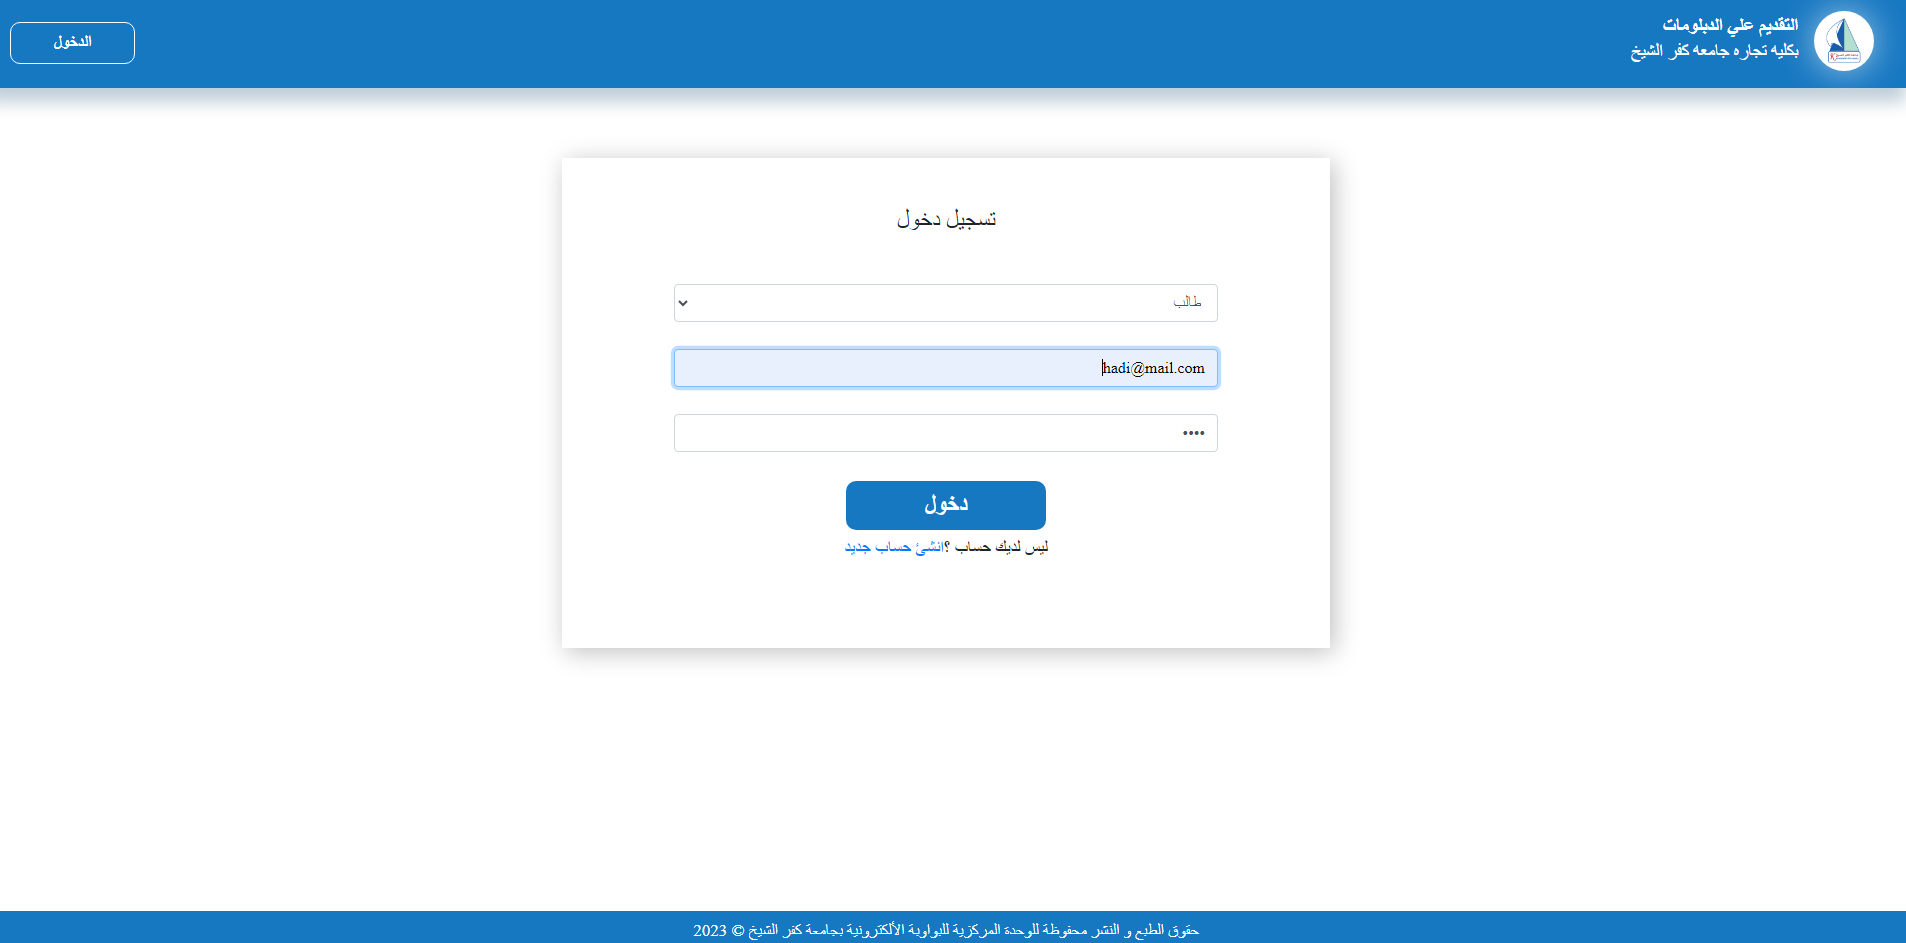 التقديم علي الدبلومات
بكليه تجاره جامعه كفر الشيخ
الدخول
تسجيل دخول
طالب
hadi@mail.com
••••
دخول
ليس لديك حساب ؟انشئ حساب جديد
حقوق الطبع و النشر محفوظة للوحدة المركزية للبواوبة الألكترونية بجامعة كفر الشيخ © 2023